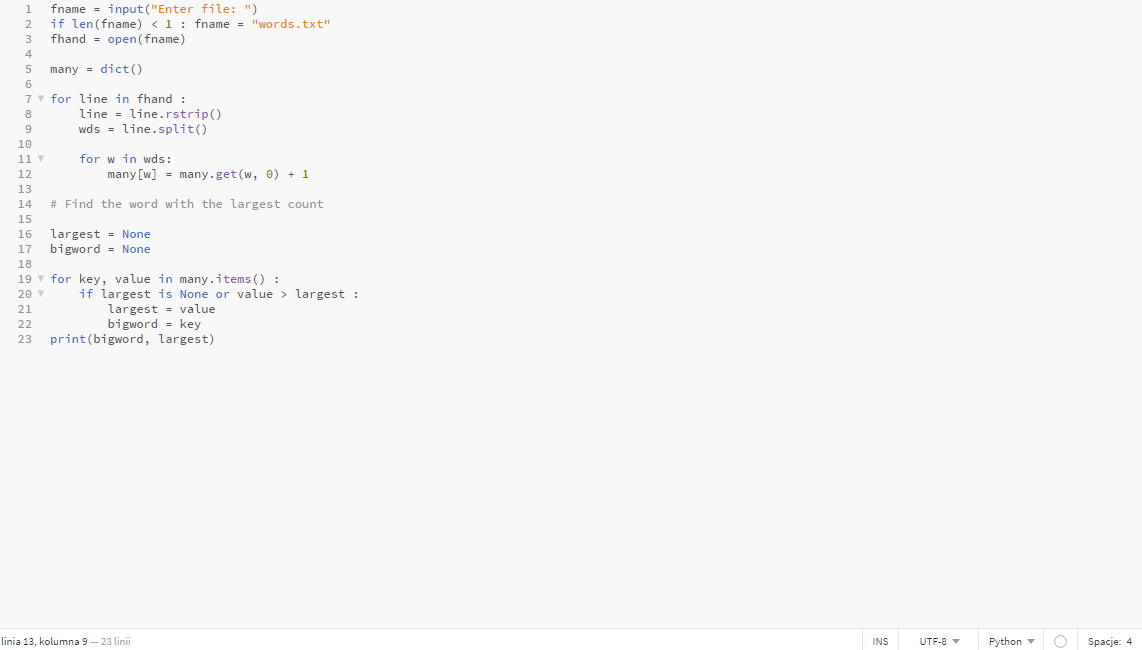 1 fname = input("Enter file: ")
2 if len(fname) < 1 : fname = "words.txt"
3 fhand = open(fname)
4
5 many = dict()
6
7 for line in fhand :
8     line = line.rstrip()
9     wds = line.split()
10
11     for w in wds:
12         many[w] = many.get(w, 0) + 1
13
14 # Find the word with the largest count
15
16 largest = None
17 bigword = None
18
19 for key, value in many.items() :
20     if largest is None or value > largest :
21         largest = value
22         bigword = key
23 print(bigword, largest)
linia 13, kolumna 9 — 23 linii INS UTF-8 Python Spacje: 4